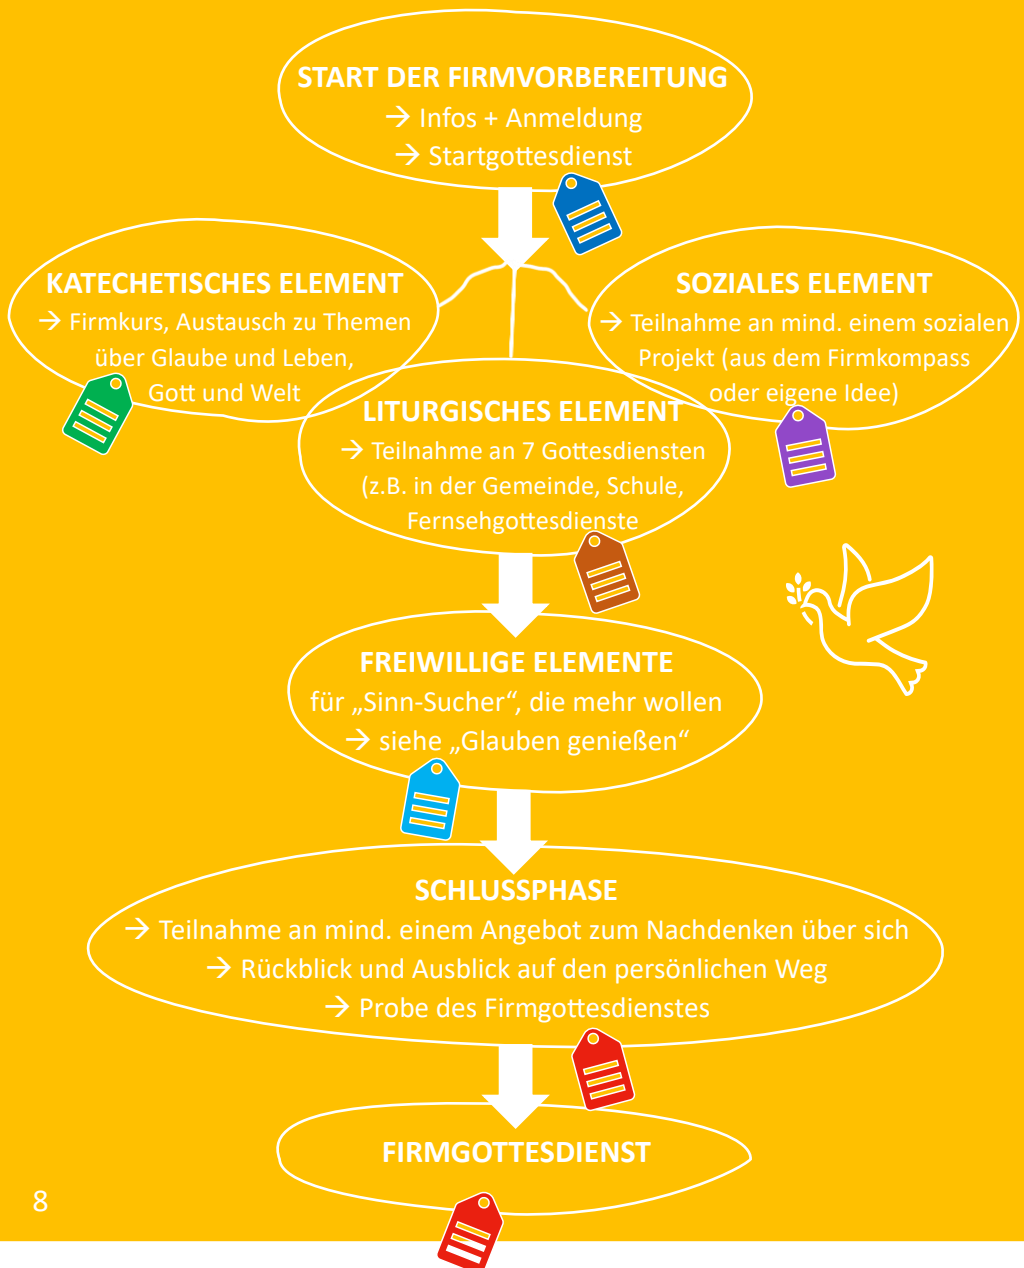 START DER FIRMVORBEREITUNG
→ Infos + Anmeldung
→ Startgottesdienst
KATECHETISCHES ELEMENT
→ Firmkurs, Austausch zu Themen
über Glaube und Leben,
Gott und Welt
SOZIALES ELEMENT
→ Teilnahme an mind. einem sozialen
Projekt (aus dem Firmkompass
oder eigene Idee)
LITURGISCHES ELEMENT
→ Teilnahme an 7 Gottesdiensten
(z.B. in der Gemeinde, Schule,
Fernsehgottesdienste
FREIWILLIGE ELEMENTE
für „Sinn-Sucher“, die mehr wollen
→ siehe „Glauben genießen“
SCHLUSSPHASE
→ Teilnahme an mind. einem Angebot zum Nachdenken über sich
→ Rückblick und Ausblick auf den persönlichen Weg
→ Probe des Firmgottesdienstes
FIRMGOTTESDIENST
8